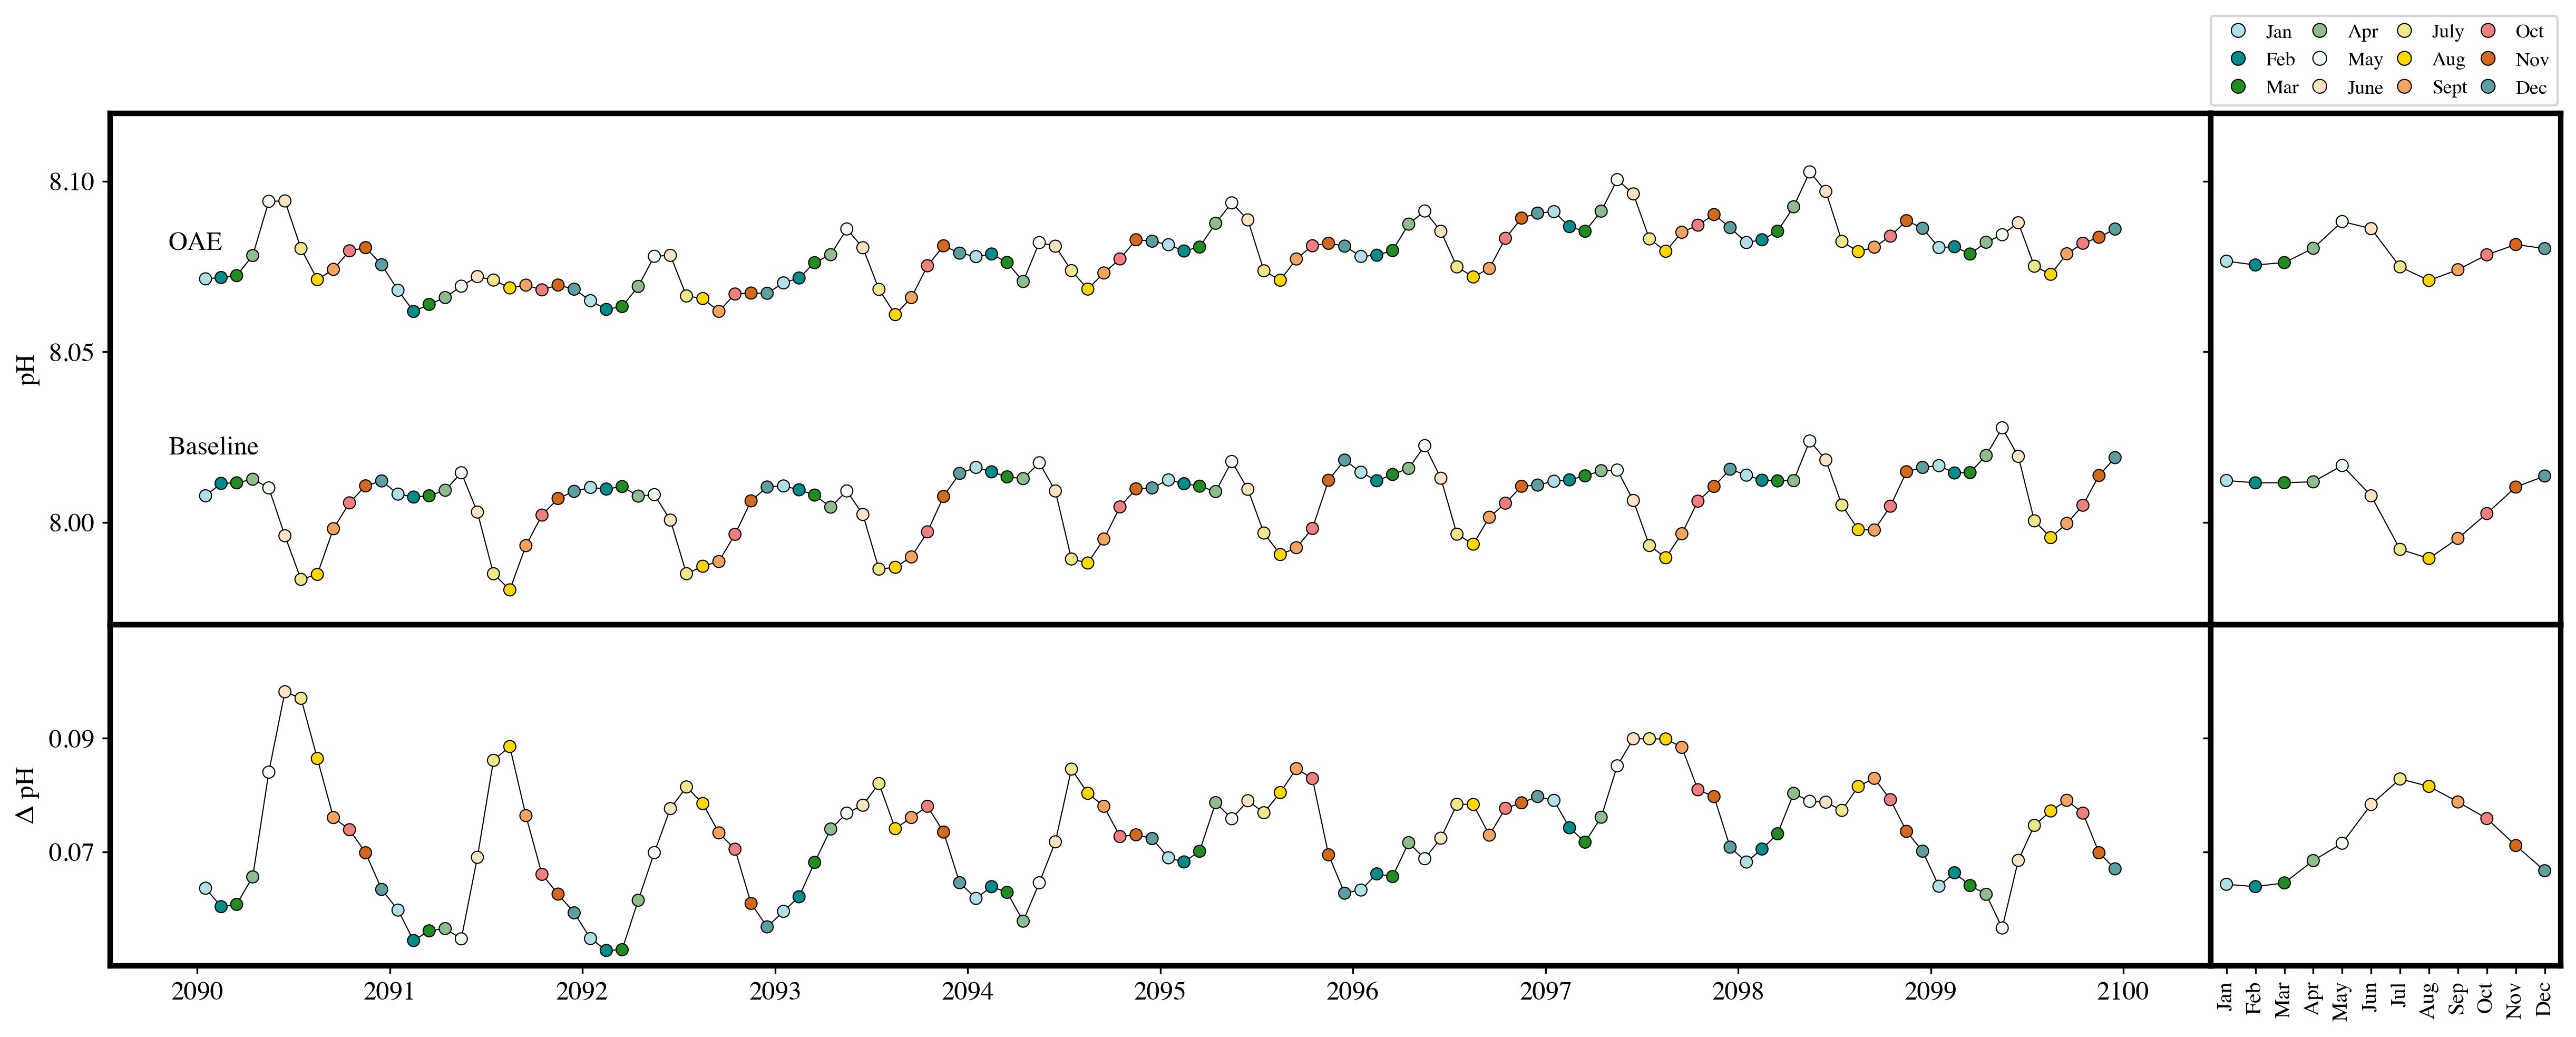 Jan Apr July Oct
Feb May Aug Nov
Mar June Sept Dec
8.10
OAE
8.05
pH
Baseline
8.00
0.09
Δ pH
0.07
2090 2091 2092 2093 2094 2095 2096 2097 2098 2099 2100
Jan Feb Mar Apr May Jun Jul Aug Sep Oct Nov Dec